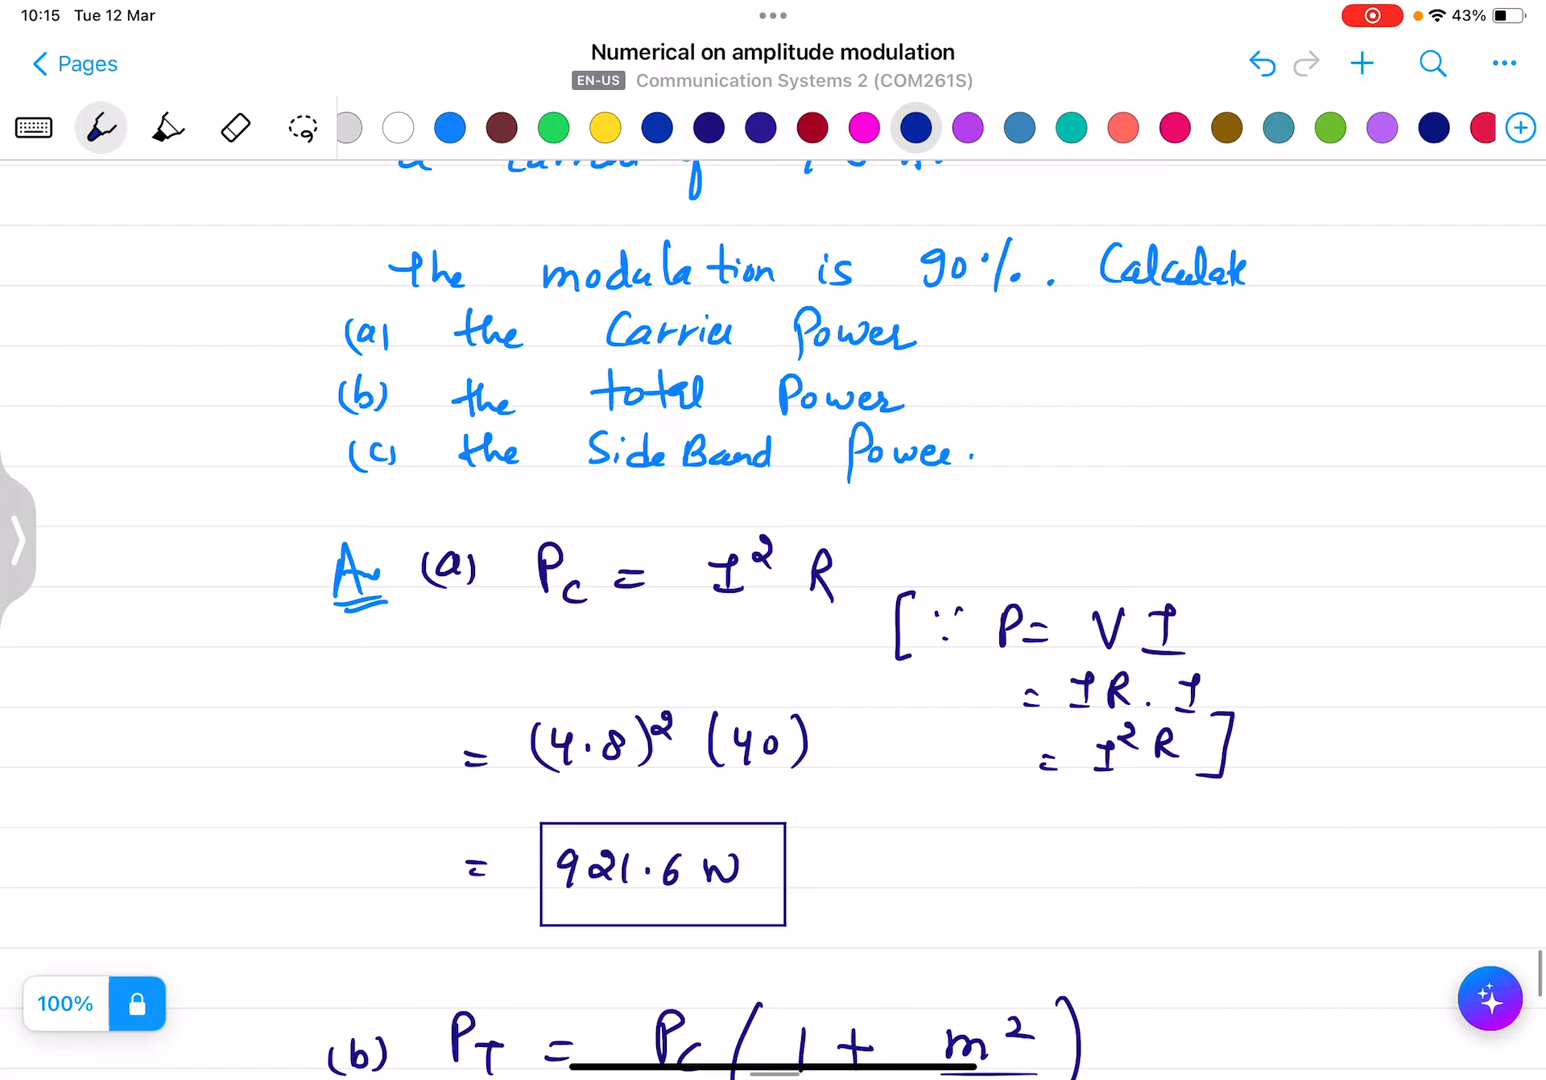 10:15 Tue 12 Mar
43%
Pages
Numerical on amplitude modulation
EN-US Communication Systems 2 (COM261S)
The modulation is 90%. Calculate
(a) the Carrier Power
(b) the total Power
(c) the Side Band Power.
A (a) Pc = I² R
[∵ P = V I
= I R . I
= (4.8)² (40)
= I² R ]
= 921.6 W
100%
(b) PT = Pc ( 1 + m² )